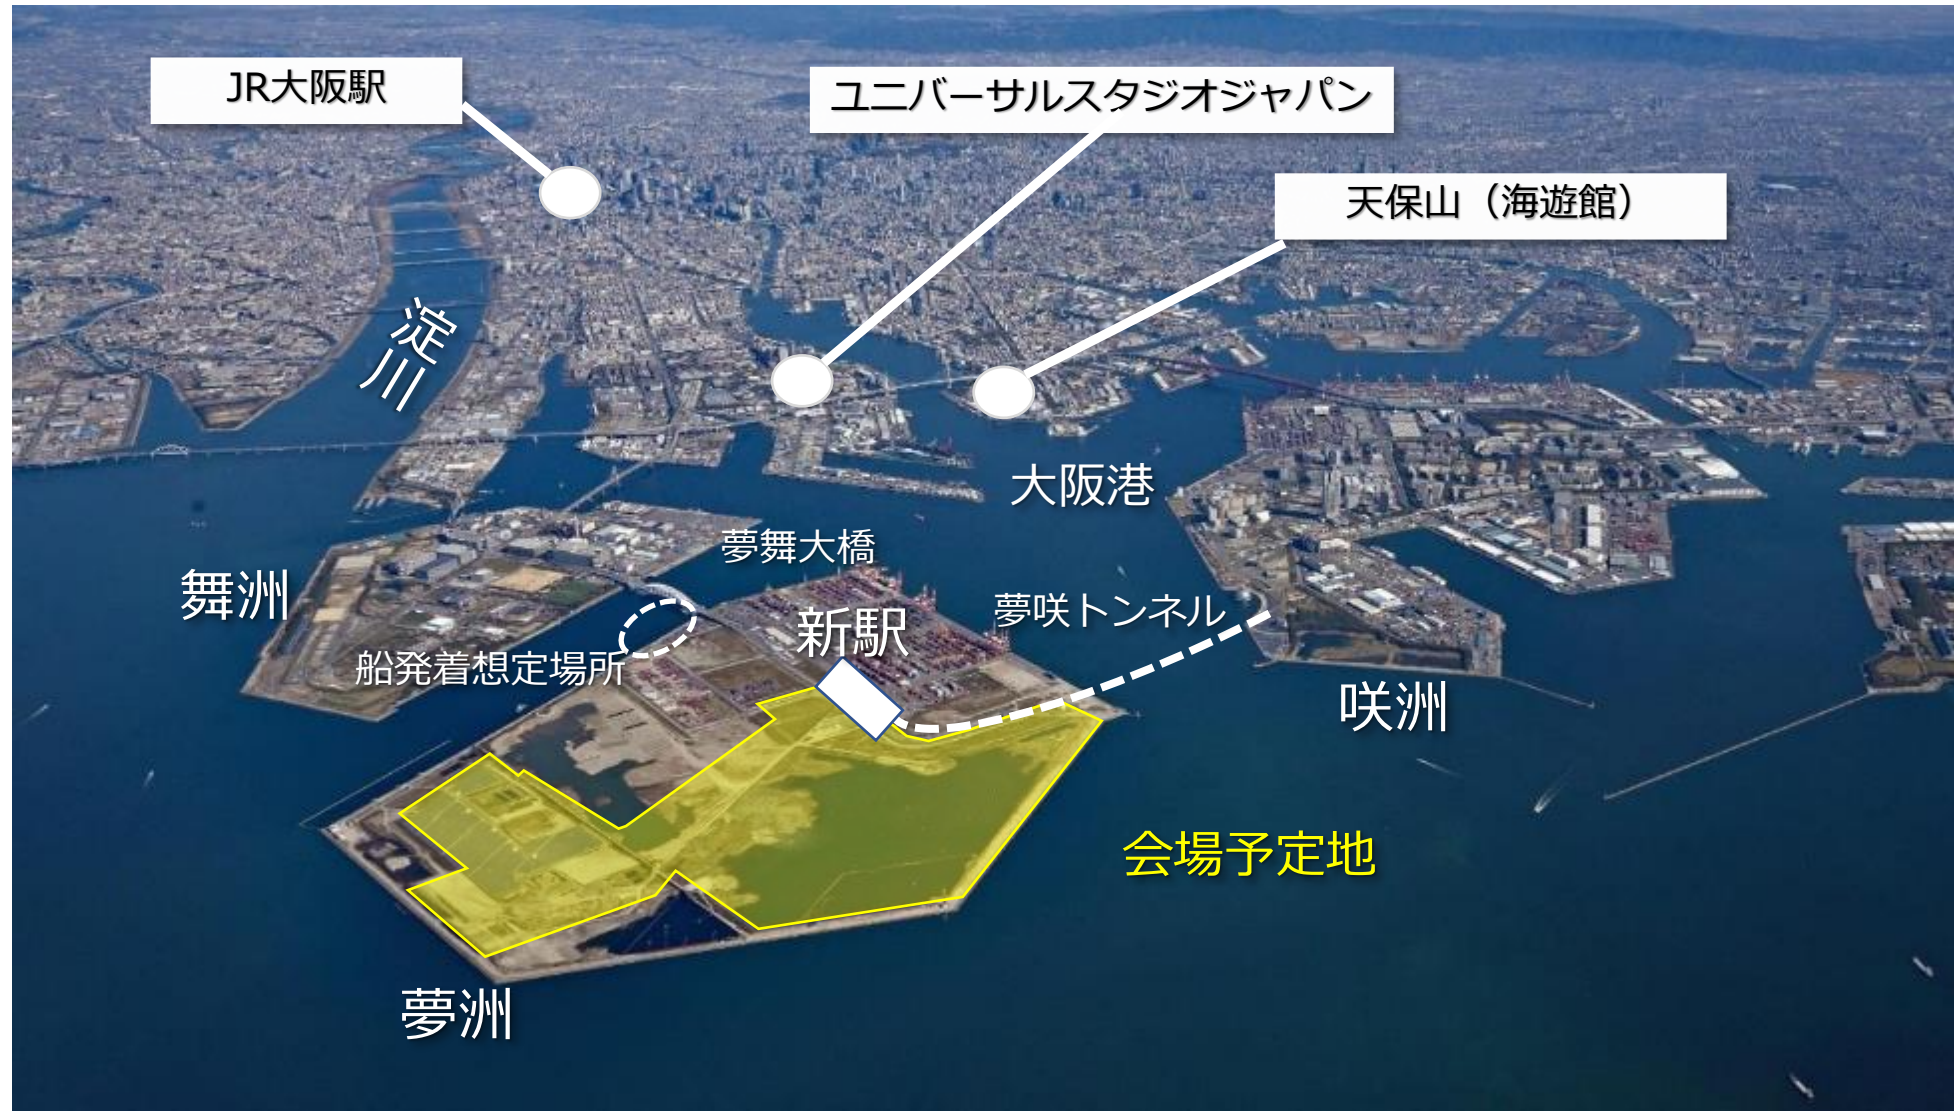 JR大阪駅
ユニバーサルスタジオジャパン
天保山（海遊館）
淀川
大阪港
夢舞大橋
舞洲
夢咲トンネル
新駅
船発着想定場所
咲洲
会場予定地
夢洲